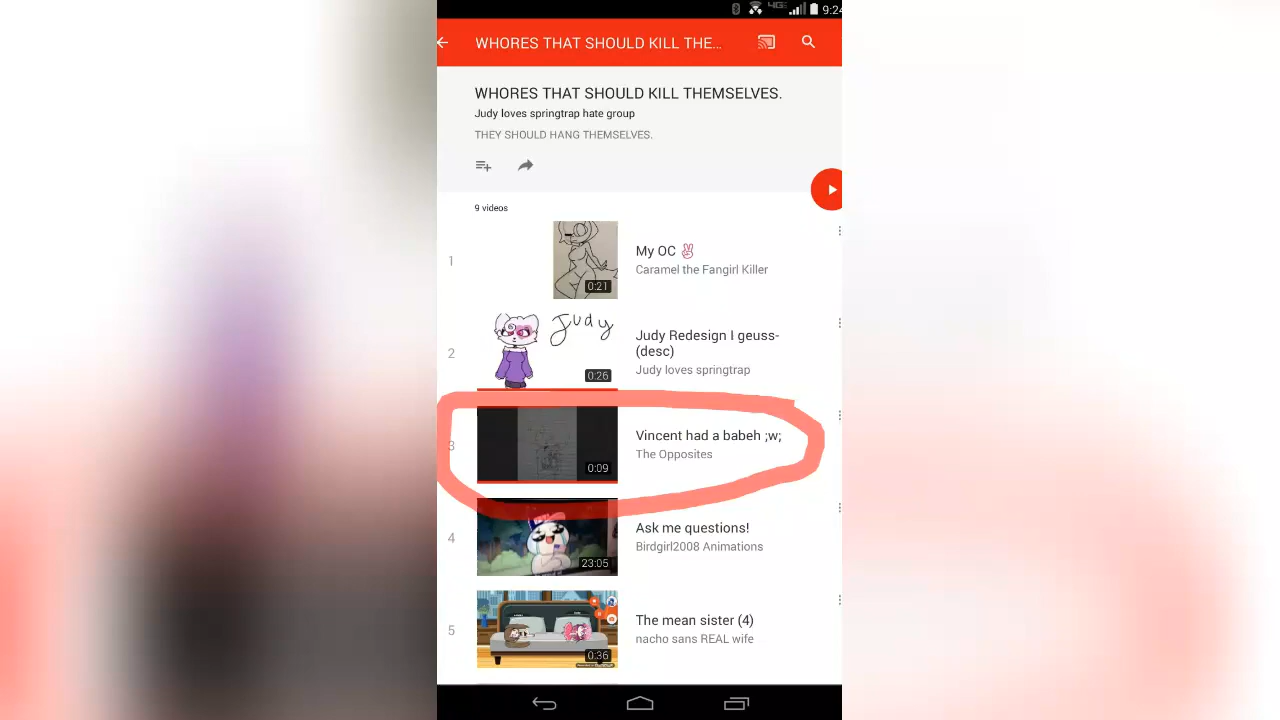 4G
9:24
WHORES THAT SHOULD KILL THE...
WHORES THAT SHOULD KILL THEMSELVES.
Judy loves springtrap hate group
THEY SHOULD HANG THEMSELVES.
9 videos
1
0:21
My OC ✌
Caramel the Fangirl Killer
2
Judy
0:26
Judy Redesign I geuss-
(desc)
Judy loves springtrap
3
0:09
Vincent had a babeh ;w;
The Opposites
4
23:05
Ask me questions!
Birdgirl2008 Animations
5
0:36
The mean sister (4)
nacho sans REAL wife